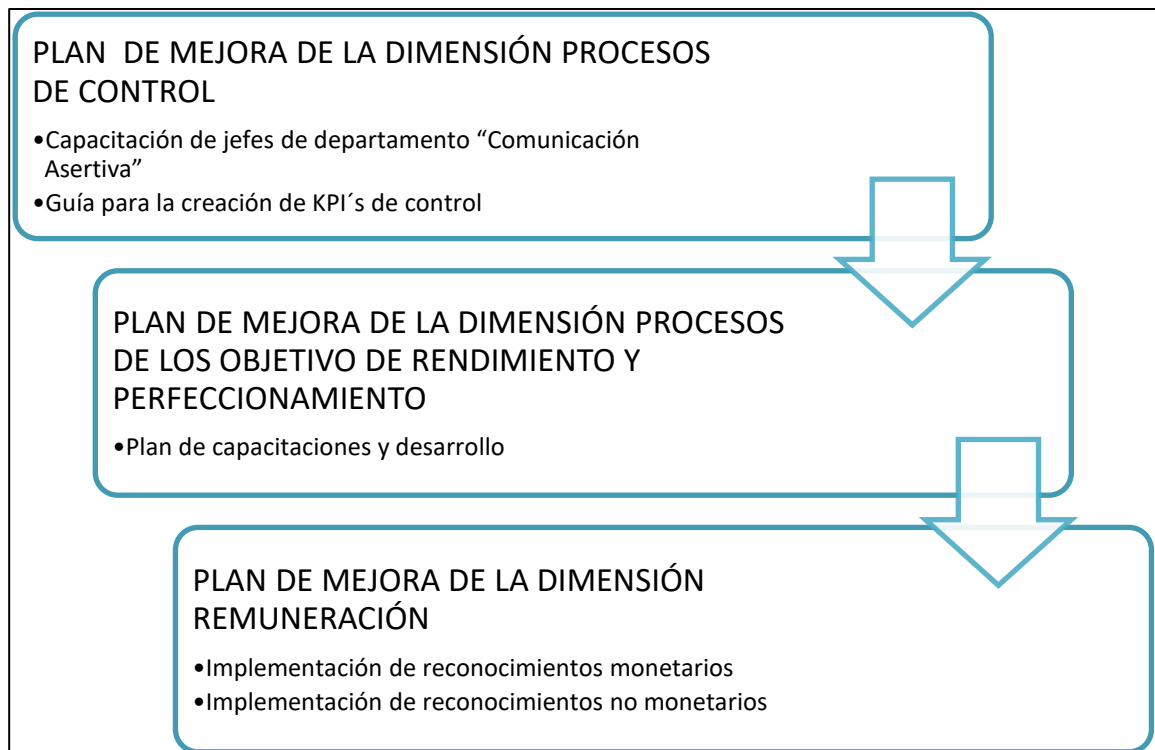 PLAN  DE MEJORA DE LA DIMENSIÓN PROCESOS
DE CONTROL
•Capacitación de jefes de departamento “Comunicación
Asertiva”
•Guía para la creación de KPI´s de control
PLAN DE MEJORA DE LA DIMENSIÓN PROCESOS
DE LOS OBJETIVO DE RENDIMIENTO Y
PERFECCIONAMIENTO
•Plan de capacitaciones y desarrollo
PLAN DE MEJORA DE LA DIMENSIÓN
REMUNERACIÓN
•Implementación de reconocimientos monetarios
•Implementación de reconocimientos no monetarios